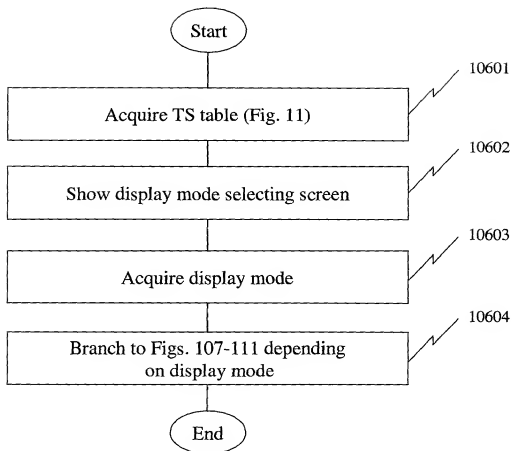 Start
10601
Acquire TS table (Fig. 11)
10602
Show display mode selecting screen
10603
Acquire display mode
10604
Branch to Figs. 107-111 depending
on display mode
End